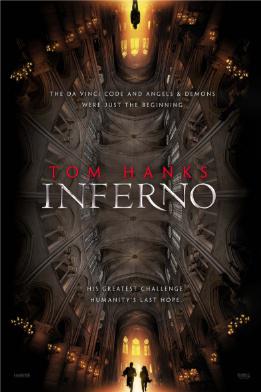 THE DA VINCI CODE AND ANGELS & DEMONS
WERE JUST THE BEGINNING
TOM HANKS
INFERNO
HIS GREATEST CHALLENGE.
HUMANITY'S LAST HOPE.